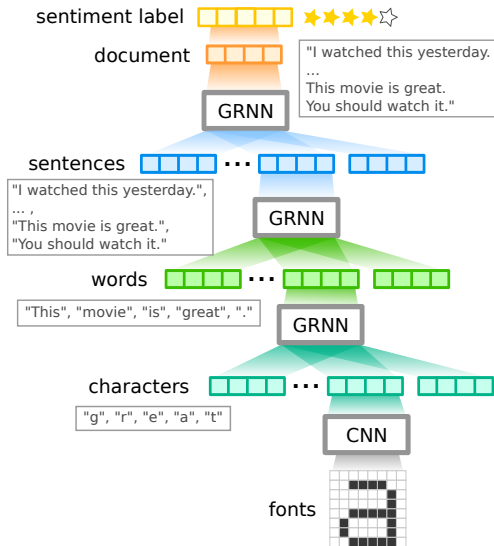 sentiment label
document
"I watched this yesterday.
...
This movie is great.
You should watch it."
GRNN
sentences
...
"I watched this yesterday.",
... ,
"This movie is great.",
"You should watch it."
GRNN
words
...
"This", "movie", "is", "great", "."
GRNN
characters
...
"g", "r", "e", "a", "t"
CNN
fonts
a